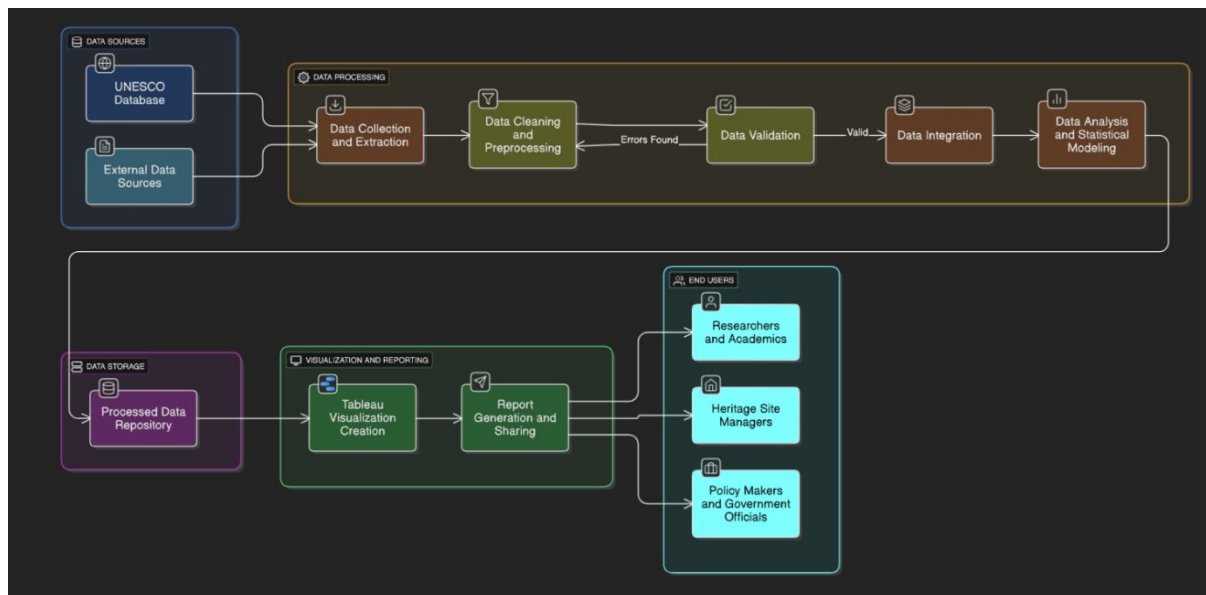 DATA SOURCES
UNESCO
Database
External Data
Sources
DATA PROCESSING
Data Collection
and Extraction
Data Cleaning
and
Preprocessing
Errors Found
Data Validation
Valid
Data Integration
Data Analysis
and Statistical
Modeling
DATA STORAGE
Processed Data
Repository
VISUALIZATION AND REPORTING
Tableau
Visualization
Creation
Report
Generation and
Sharing
END USERS
Researchers
and Academics
Heritage Site
Managers
Policy Makers
and Government
Officials